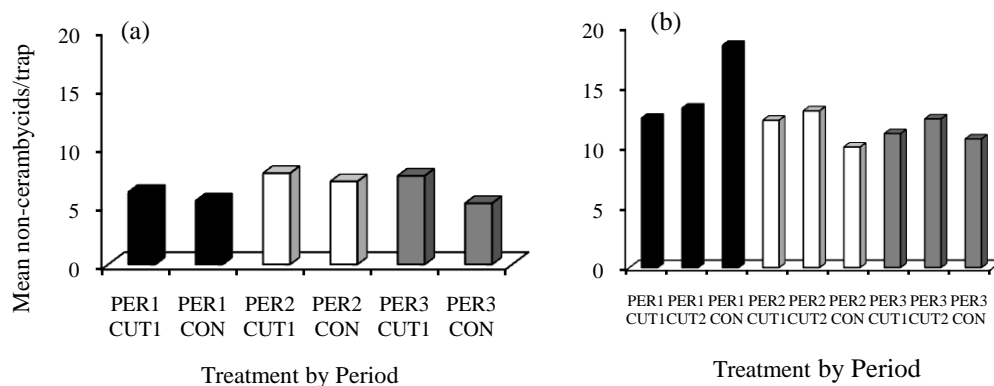 Mean non-cerambycids/trap
(a)
20
15
10
5
0
PER1 PER1 PER2 PER2 PER3 PER3
CUT1 CON CUT1 CON CUT1 CON
Treatment by Period
(b)
20
15
10
5
0
PER1 PER1 PER1 PER2 PER2 PER2 PER3 PER3 PER3
CUT1 CUT2 CON CUT1 CUT2 CON CUT1 CUT2 CON
Treatment by Period